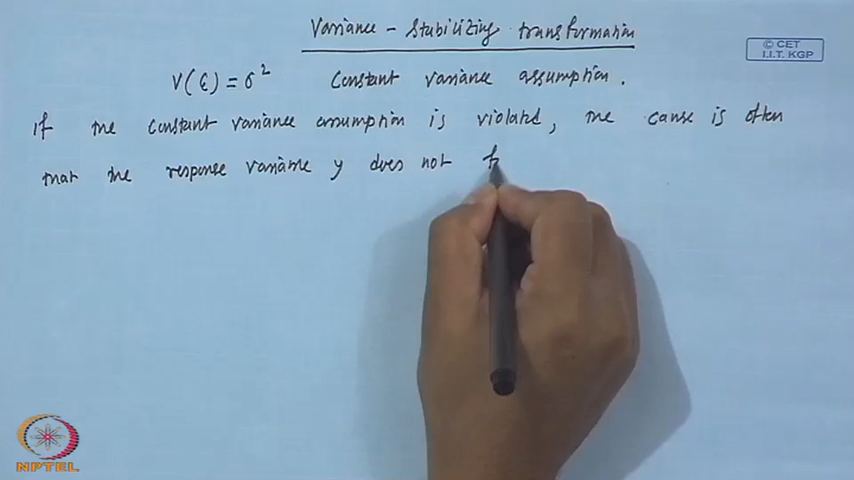 Variance - Stabilizing transformation
© CET
I.I.T. KGP
V(ε) = σ² Constant variance assumption.
If the constant variance assumption is violated, the cause is often
that the response variable y does not f
NPTEL